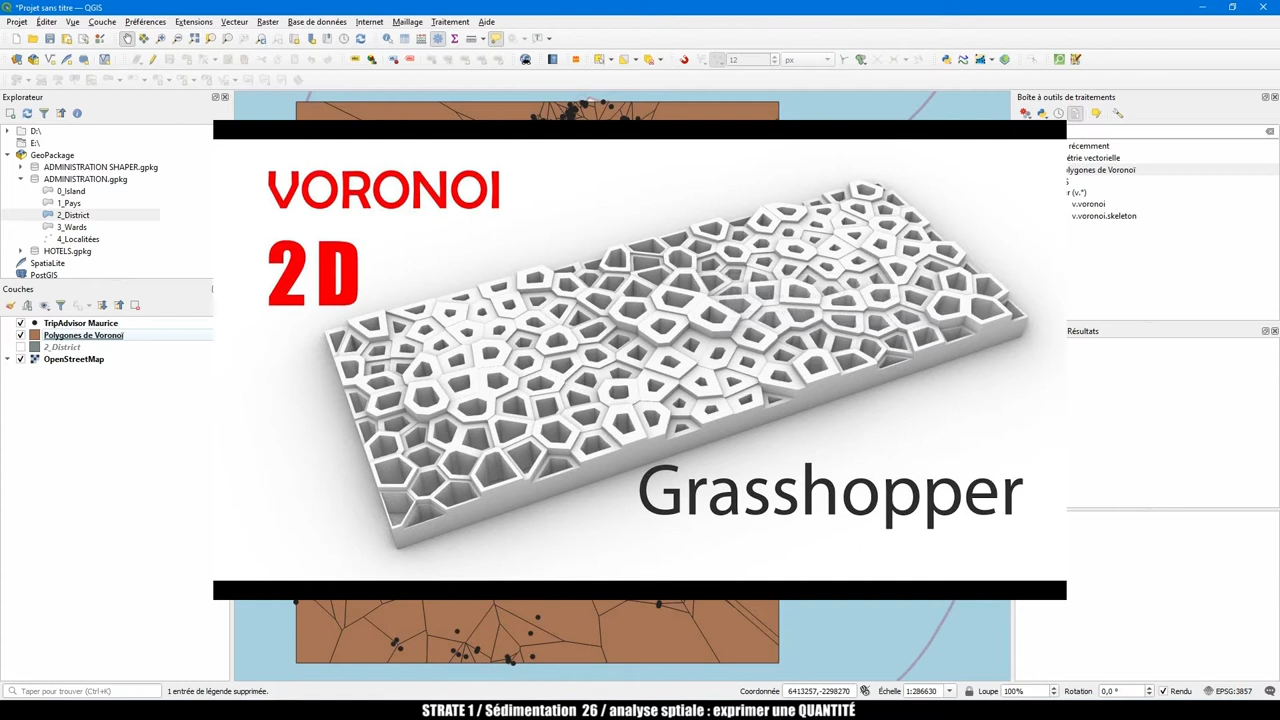 *Projet sans titre — QGIS
Projet Éditer Vue Couche Préférences Extensions Vecteur Raster Base de données Internet Maillage Traitement Aide
12 px
Explorateur
D:\
E:\
GeoPackage
ADMINISTRATION SHAPER.gpkg
ADMINISTRATION.gpkg
0_Island
1_Pays
2_District
3_Wards
4_Localitées
HOTELS.gpkg
SpatiaLite
PostGIS
Couches
TripAdvisor Maurice
Polygones de Voronoï
2_District
OpenStreetMap
VORONOI
2D
Grasshopper
Boîte à outils de traitements
récemment
étrie vectorielle
olygones de Voronoï
(v.*)
v.voronoi
v.voronoi.skeleton
Résultats
Taper pour trouver (Ctrl+K) 1 entrée de légende supprimée. Coordonnée 6413257,-2298270 Échelle 1:286630 Loupe 100% Rotation 0,0 ° Rendu EPSG:3857
STRATE 1 / Sédimentation 26 / analyse sptiale : exprimer une QUANTITÉ